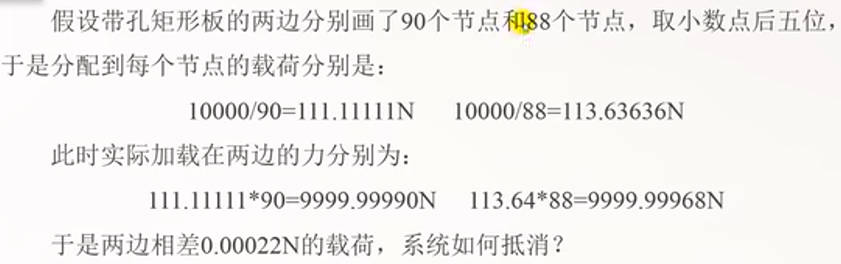 假设带孔矩形板的两边分别画了90个节点和88个节点，取小数点后五位，
于是分配到每个节点的载荷分别是：
10000/90=111.11111N 10000/88=113.63636N
此时实际加载在两边的力分别为：
111.11111*90=9999.99990N 113.64*88=9999.99968N
于是两边相差0.00022N的载荷，系统如何抵消？